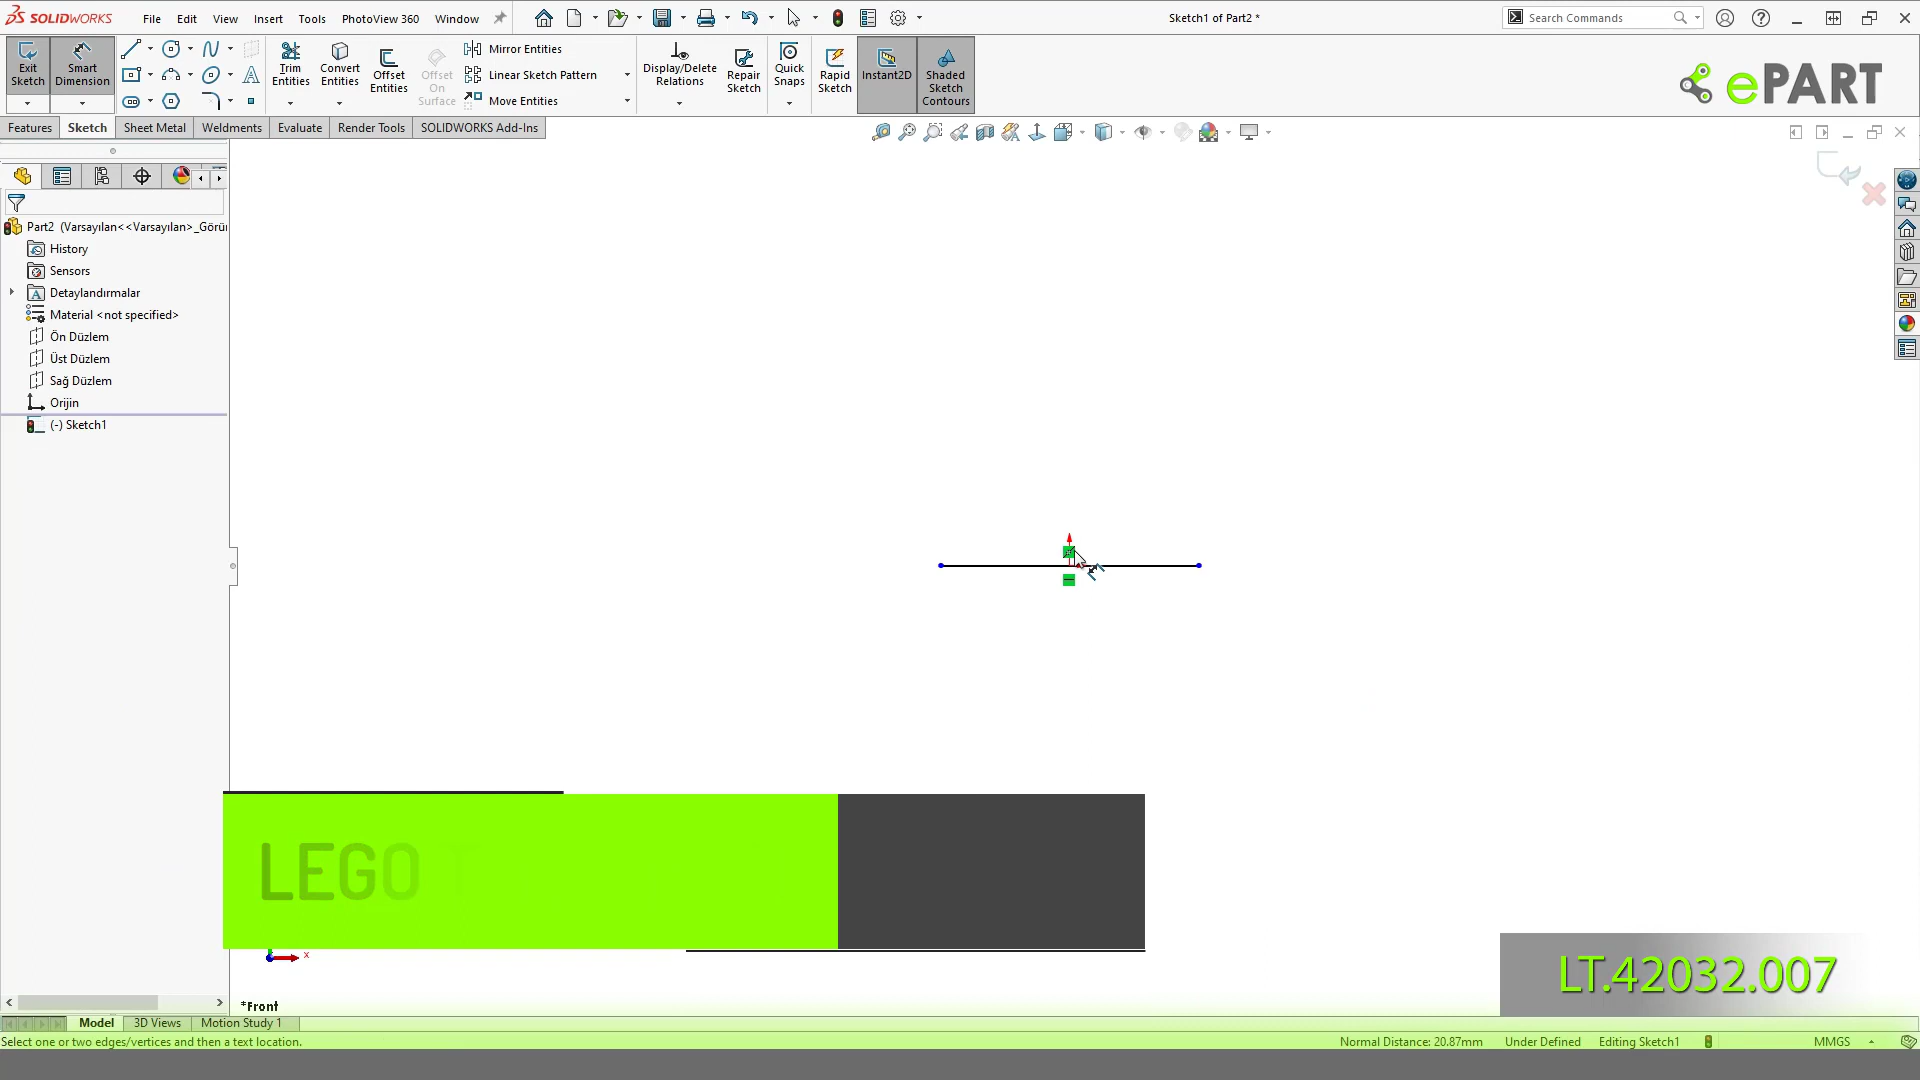 SOLIDWORKS
File Edit View Insert Tools PhotoView 360 Window
Sketch1 of Part2 *
Search Commands
Exit Sketch
Smart Dimension
Trim Entities
Convert Entities
Offset Entities
Offset On Surface
Mirror Entities
Linear Sketch Pattern
Move Entities
Display/Delete Relations
Repair Sketch
Quick Snaps
Rapid Sketch
Instant2D
Shaded Sketch Contours
ePART
Features Sketch Sheet Metal Weldments Evaluate Render Tools SOLIDWORKS Add-Ins
Part2 (Varsayılan<<Varsayılan>_Görü
History
Sensors
Detaylandırmalar
Material <not specified>
Ön Düzlem
Üst Düzlem
Sağ Düzlem
Orijin
(-) Sketch1
LEGO
x
LT.42032.007
*Front
Model 3D Views Motion Study 1
Select one or two edges/vertices and then a text location.
Normal Distance: 20.87mm Under Defined Editing Sketch1 MMGS